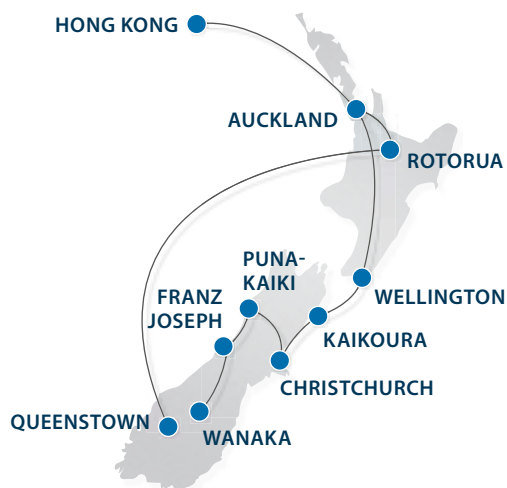 HONG KONG
AUCKLAND
ROTORUA
PUNA-
KAIKI
FRANZ
JOSEPH
WELLINGTON
KAIKOURA
CHRISTCHURCH
QUEENSTOWN
WANAKA